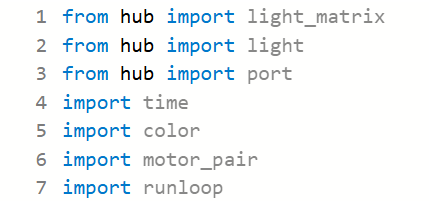 1 from hub import light_matrix
2 from hub import light
3 from hub import port
4 import time
5 import color
6 import motor_pair
7 import runloop